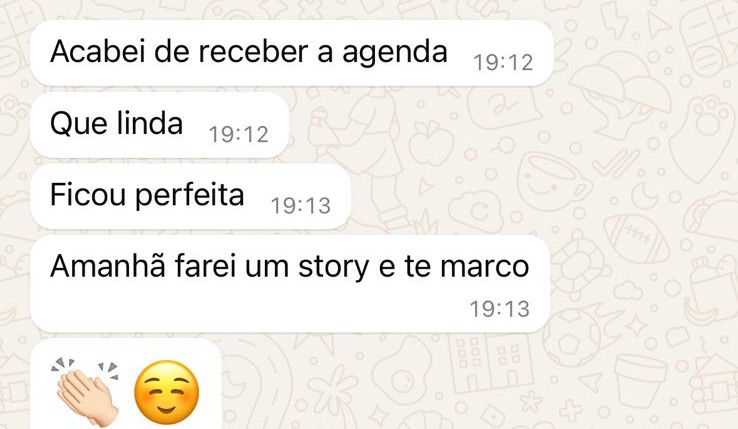 Acabei de receber a agenda 19:12
Que linda 19:12
Ficou perfeita 19:13
Amanhã farei um story e te marco
19:13
👏🏻 ☺️